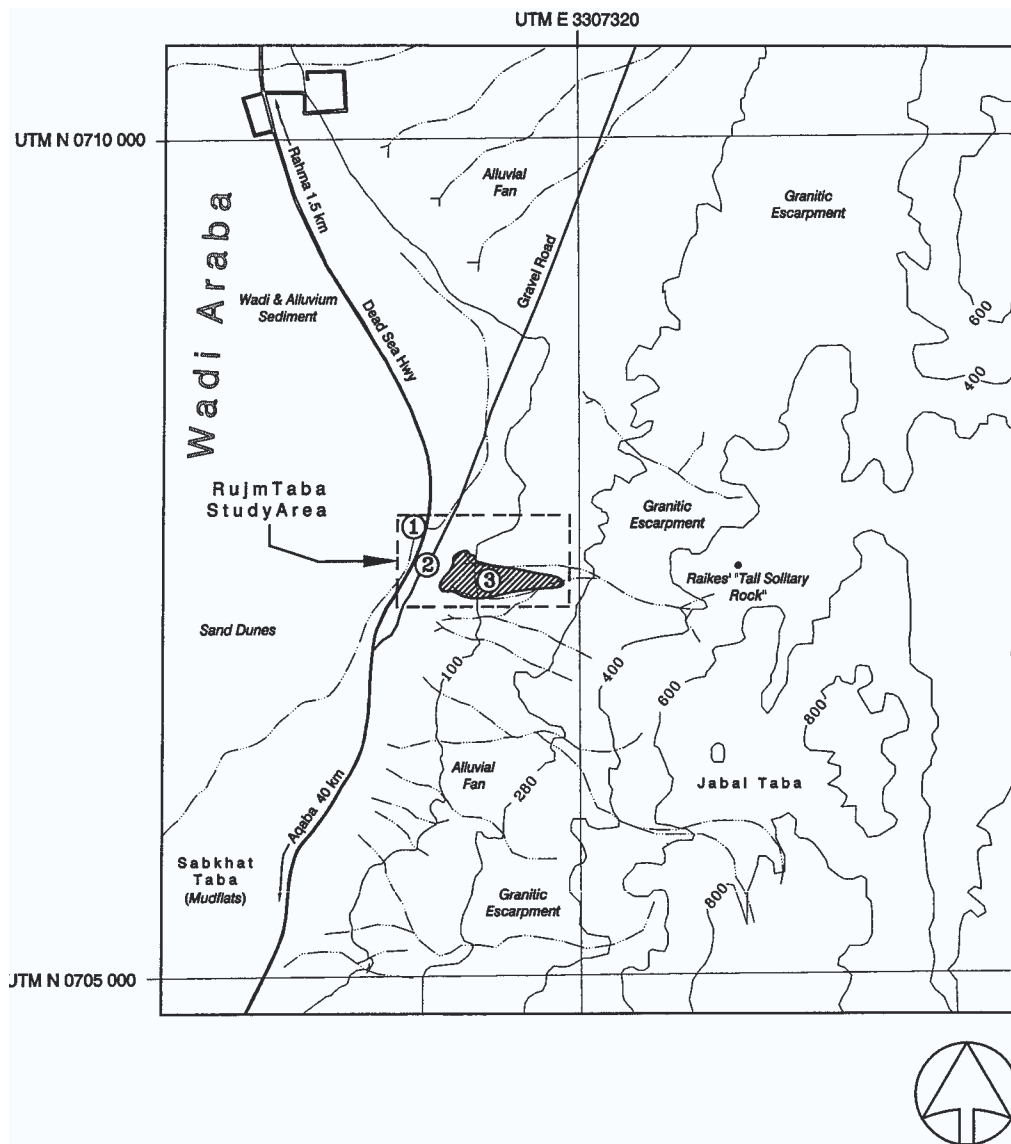 UTM E 3307320
UTM N 0710 000
Rahma 1.5 km
Alluvial
Fan
Granitic
Escarpment
Wadi Araba
Wadi & Alluvium
Sediment
Dead Sea Hwy
Gravel Road
600
400
Rujm Taba
Study Area
1
2
3
Granitic
Escarpment
Raikes' "Tall Solitary
Rock"
Sand Dunes
100
400
600
800
Alluvial
Fan
280
Jabal Taba
Aqaba 40 km
Sabkhat
Taba
(Mudflats)
Granitic
Escarpment
800
UTM N 0705 000